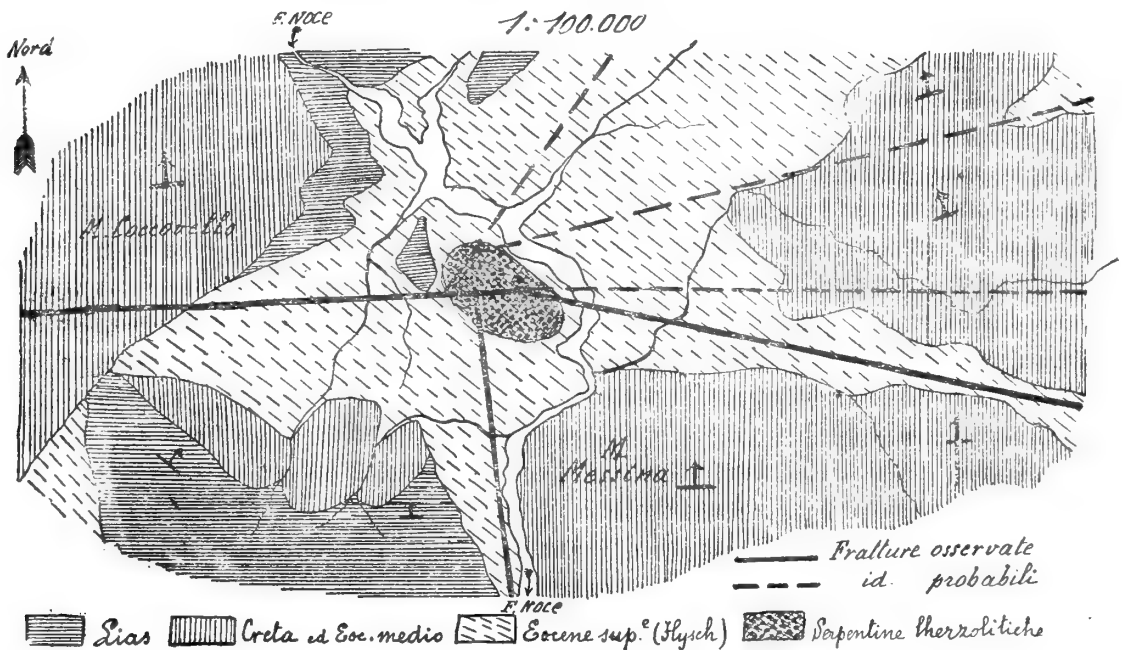 F. NOCE
1:100.000
Nord
M. Coccovello
M.
Messina
Fratture osservate
id. probabili
F. NOCE
Lias
Creta ed Eoc. medio
Eocene sup.e (Flysch)
Serpentine lherzolitiche